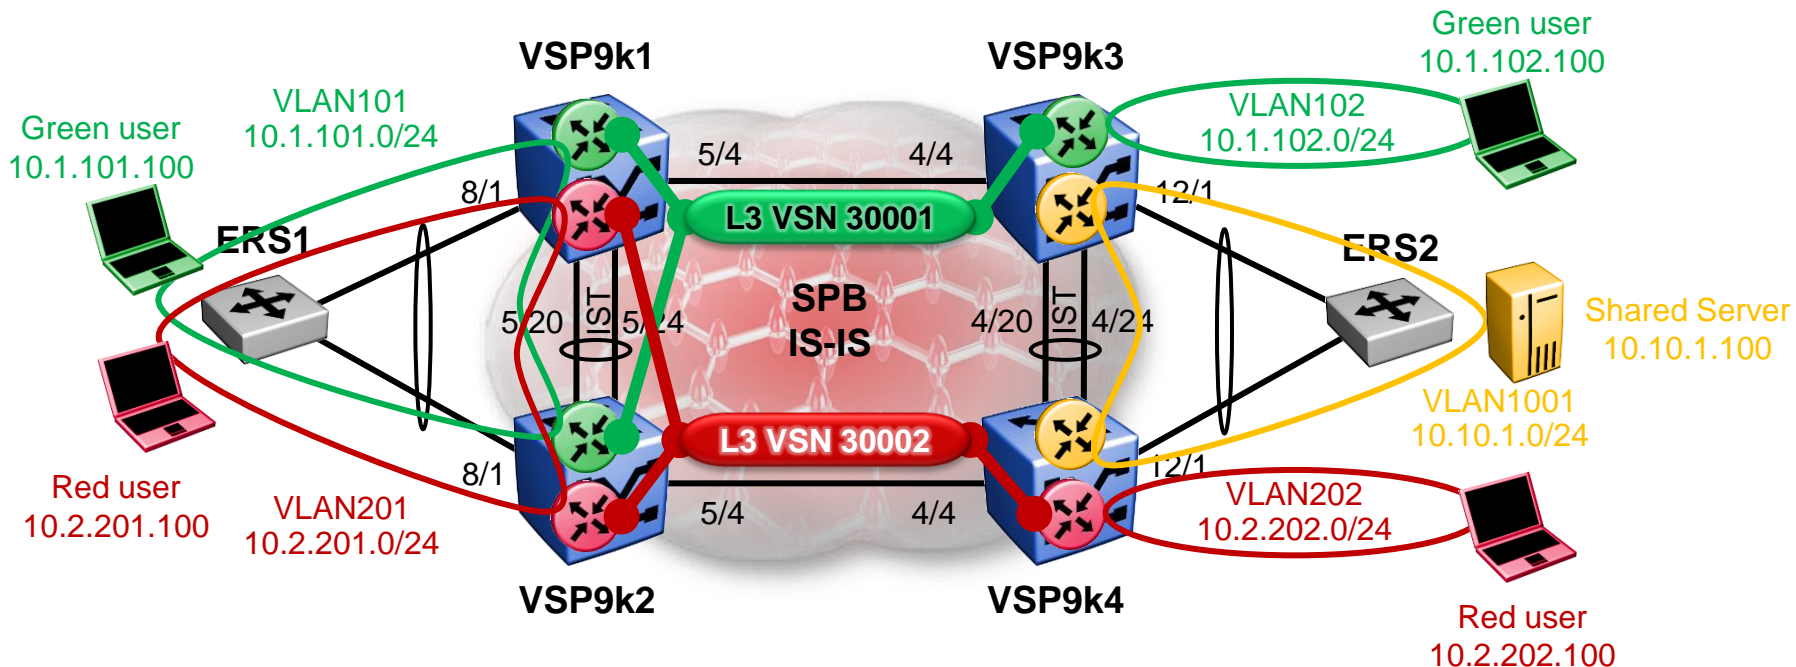 VSP9k1
VSP9k3
Green user
10.1.102.100
VLAN101
10.1.101.0/24
VLAN102
10.1.102.0/24
Green user
10.1.101.100
5/4
4/4
8/1
12/1
L3 VSN 30001
ERS1
ERS2
SPB
IS-IS
5/20
IST
5/24
4/20
IST
4/24
Shared Server
10.10.1.100
VLAN1001
10.10.1.0/24
L3 VSN 30002
8/1
12/1
Red user
10.2.201.100
VLAN201
10.2.201.0/24
5/4
4/4
VLAN202
10.2.202.0/24
VSP9k2
VSP9k4
Red user
10.2.202.100